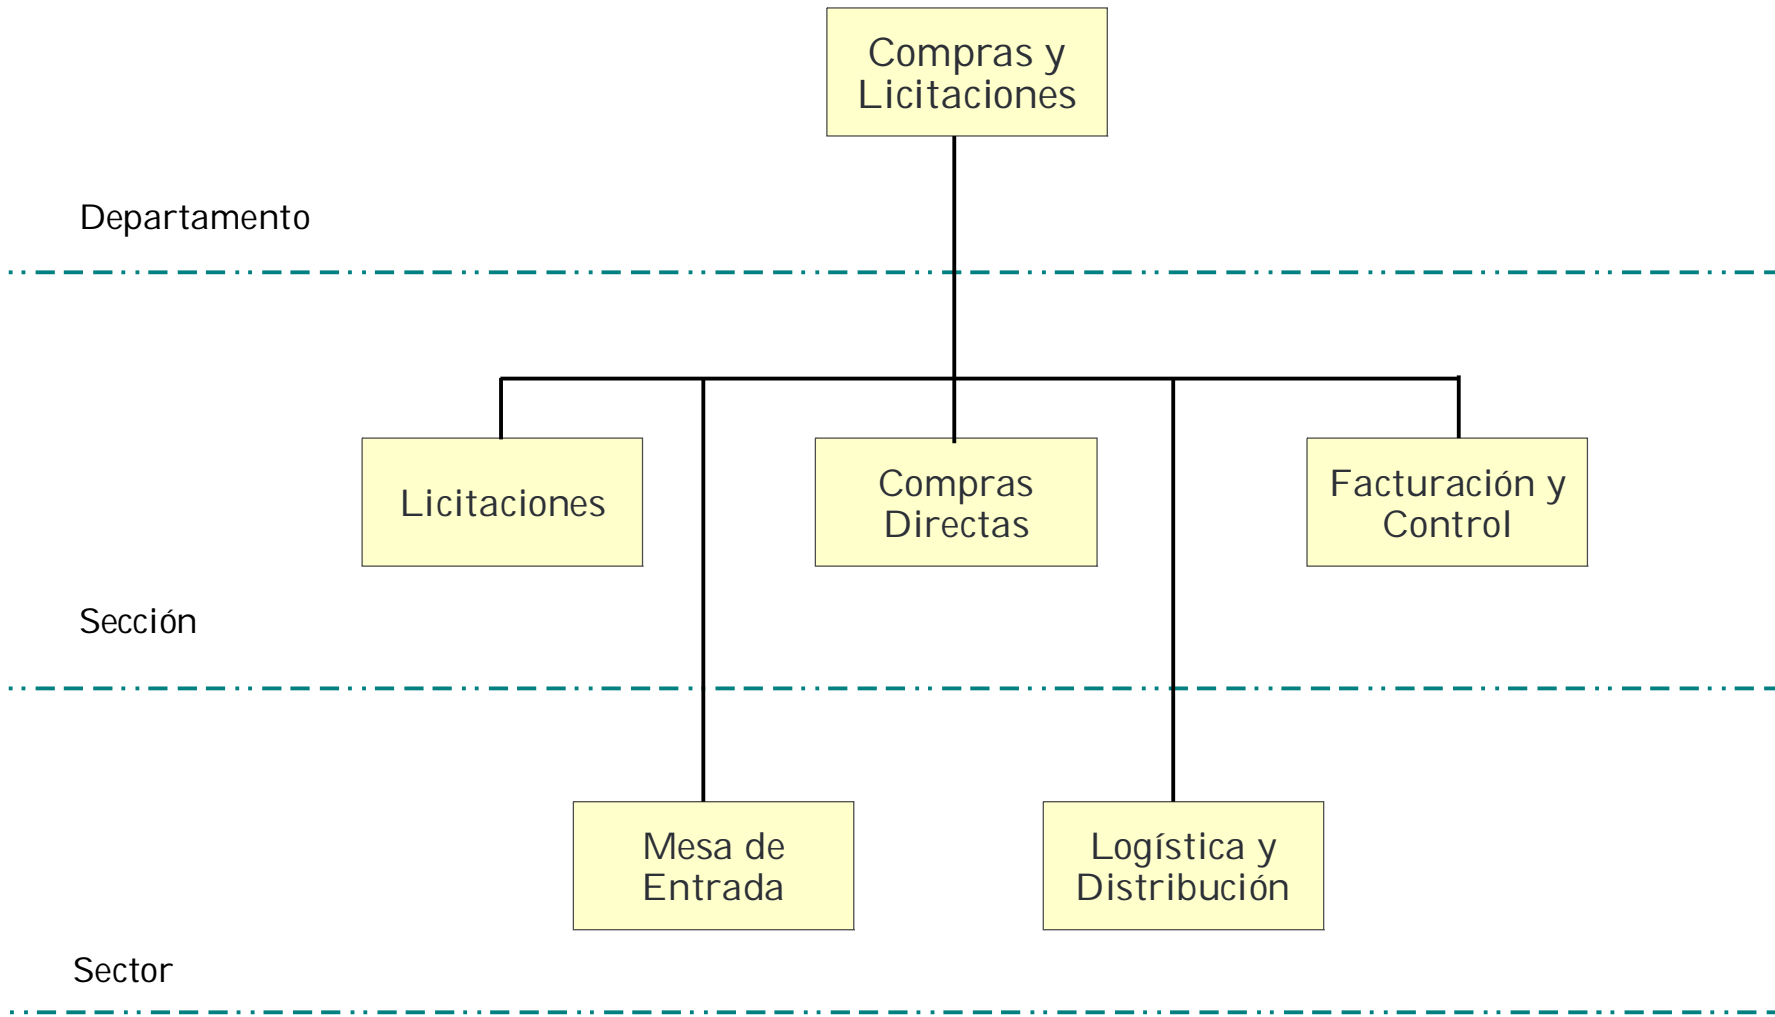 Compras y
Licitaciones
Departamento
Licitaciones
Compras
Directas
Facturación y
Control
Sección
Mesa de
Entrada
Logística y
Distribución
Sector